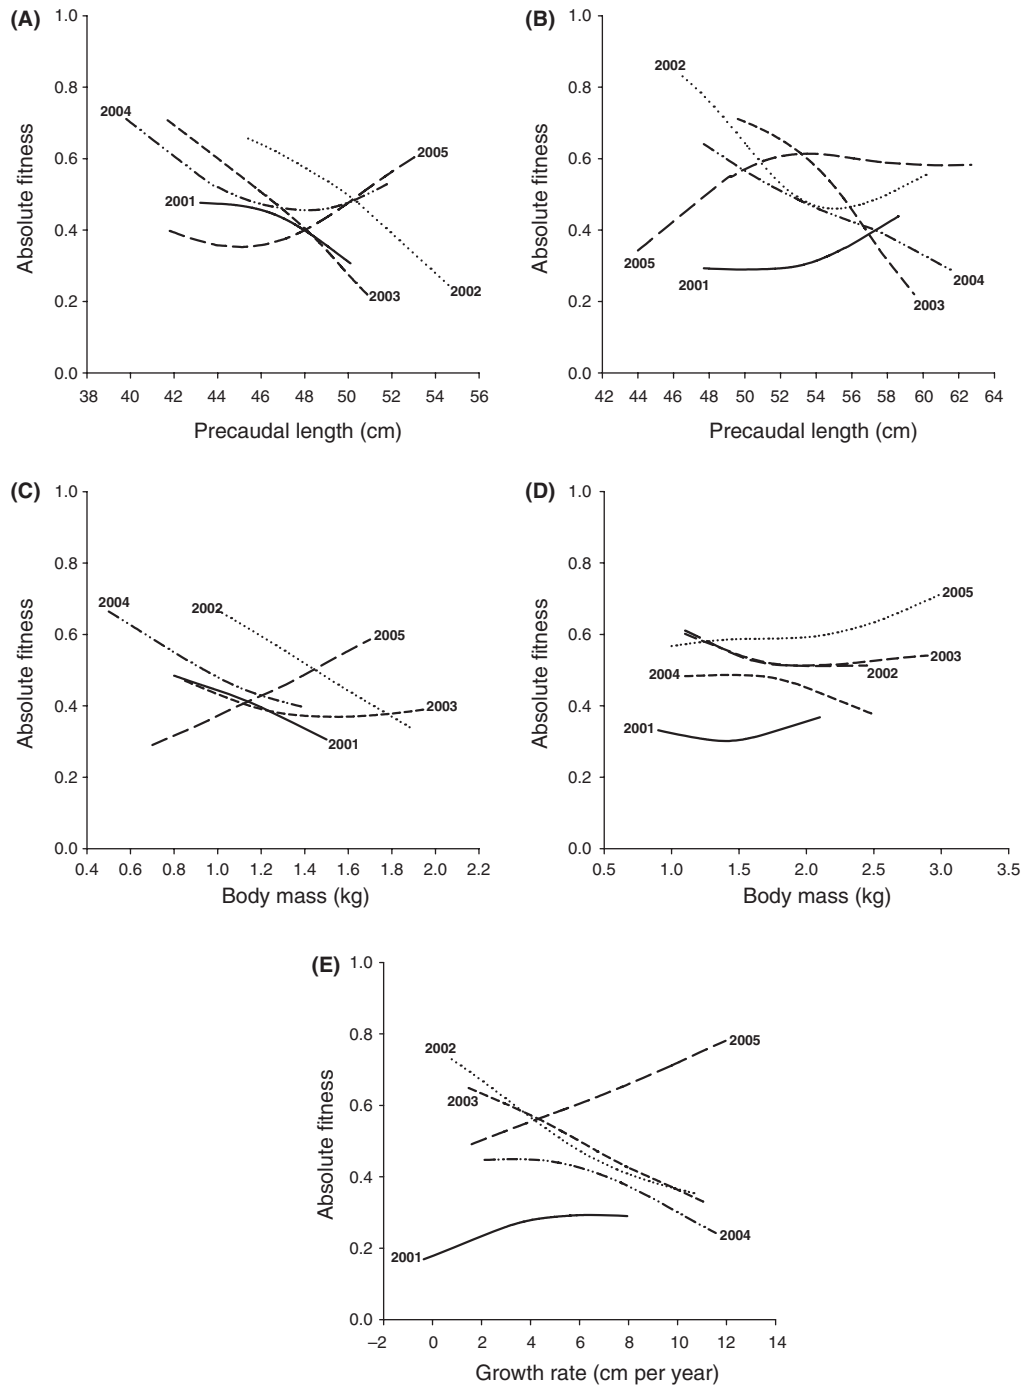 (A)
1.0
0.8
0.6
0.4
0.2
0.0
Absolute fitness
2004
2001
2005
2003
2002
38 40 42 44 46 48 50 52 54 56
Precaudal length (cm)
(B)
1.0
0.8
0.6
0.4
0.2
0.0
Absolute fitness
2002
2005
2001
2004
2003
42 44 46 48 50 52 54 56 58 60 62 64
Precaudal length (cm)
(C)
1.0
0.8
0.6
0.4
0.2
0.0
Absolute fitness
2004
2002
2005
2003
2001
0.4 0.6 0.8 1.0 1.2 1.4 1.6 1.8 2.0 2.2
Body mass (kg)
(D)
1.0
0.8
0.6
0.4
0.2
0.0
Absolute fitness
2005
2003
2002
2004
2001
0.5 1.0 1.5 2.0 2.5 3.0 3.5
Body mass (kg)
(E)
1.0
0.8
0.6
0.4
0.2
0.0
Absolute fitness
2002
2005
2003
2004
2001
–2 0 2 4 6 8 10 12 14
Growth rate (cm per year)